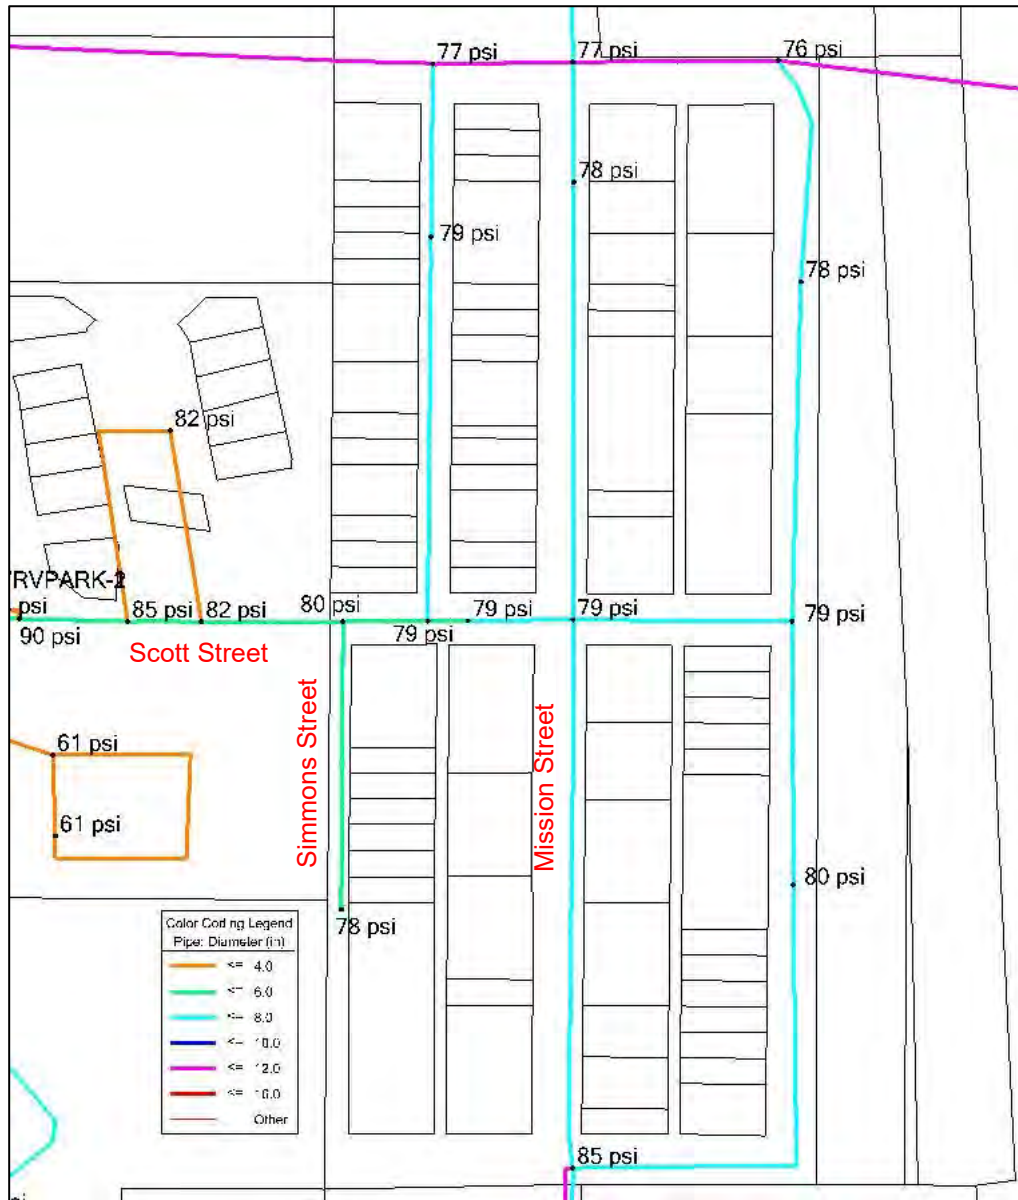 77 psi
77 psi
76 psi
78 psi
79 psi
78 psi
82 psi
psi
90 psi
85 psi
82 psi
80 psi
79 psi
79 psi
79 psi
79 psi
Scott Street
Simmons Street
Mission Street
61 psi
61 psi
80 psi
78 psi
Color Coding Legend
Pipe: Diameter (in)
<= 4.0
<= 6.0
<= 8.0
<= 10.0
<= 12.0
<= 16.0
Other
85 psi